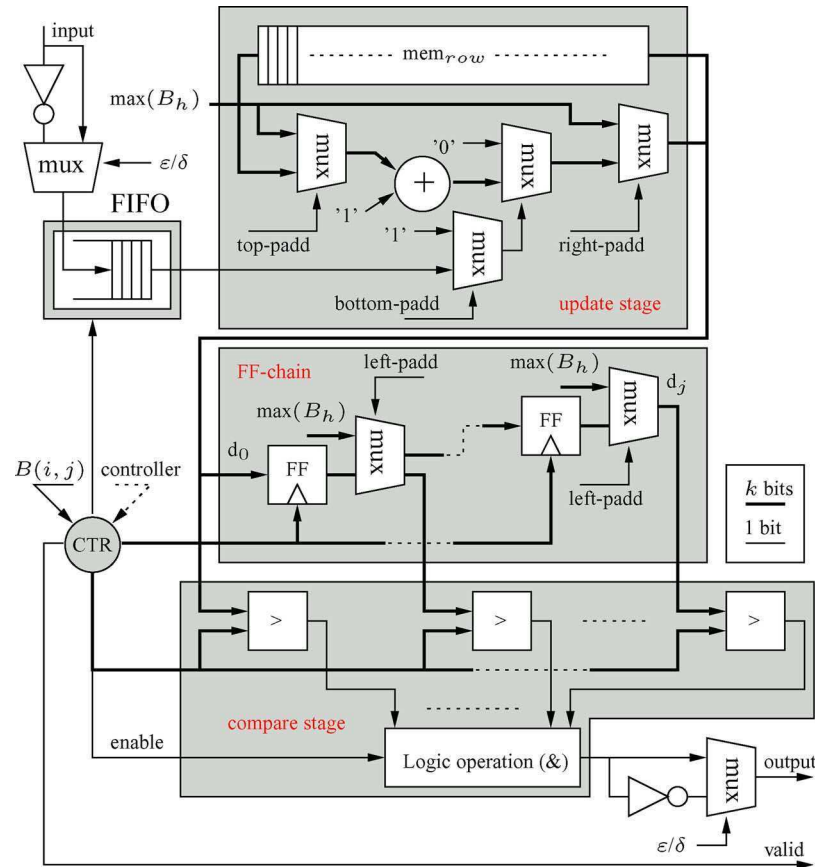 input
mem_row
max(B_h)
mux
mux
mux
mux
ε/δ
'0'
+
FIFO
'1'
'1'
mux
top-padd
right-padd
bottom-padd
update stage
FF-chain
left-padd
max(B_h)
d_j
mux
max(B_h)
FF
mux
B(i, j)
controller
d_0
FF
k bits
left-padd
1 bit
CTR
>
>
>
compare stage
enable
Logic operation (&)
mux
output
ε/δ
valid